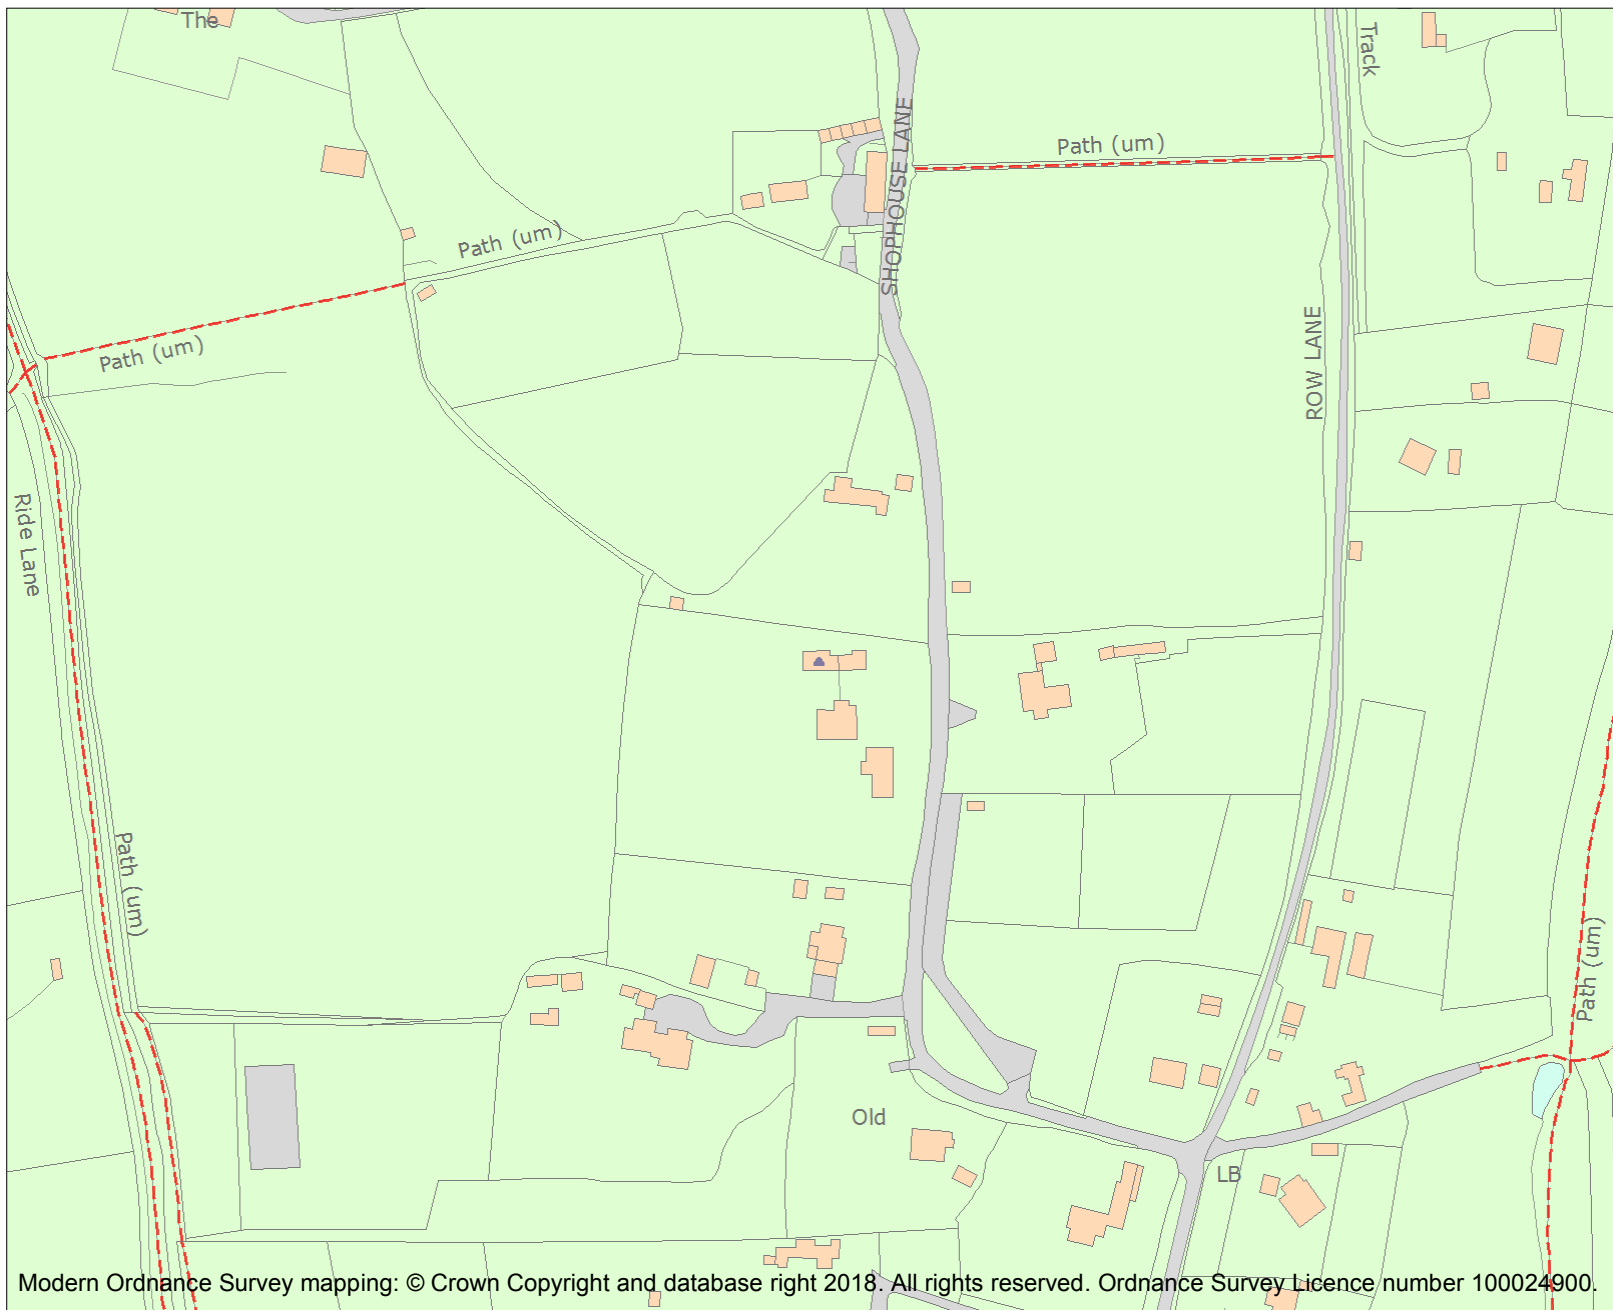 The
Track
SHOPHOUSE LANE
Path (um)
Path (um)
Path (um)
ROW LANE
Ride Lane
Path (um)
Path (um)
Old
LB
Modern Ordnance Survey mapping: © Crown Copyright and database right 2018. All rights reserved. Ordnance Survey Licence number 100024900.